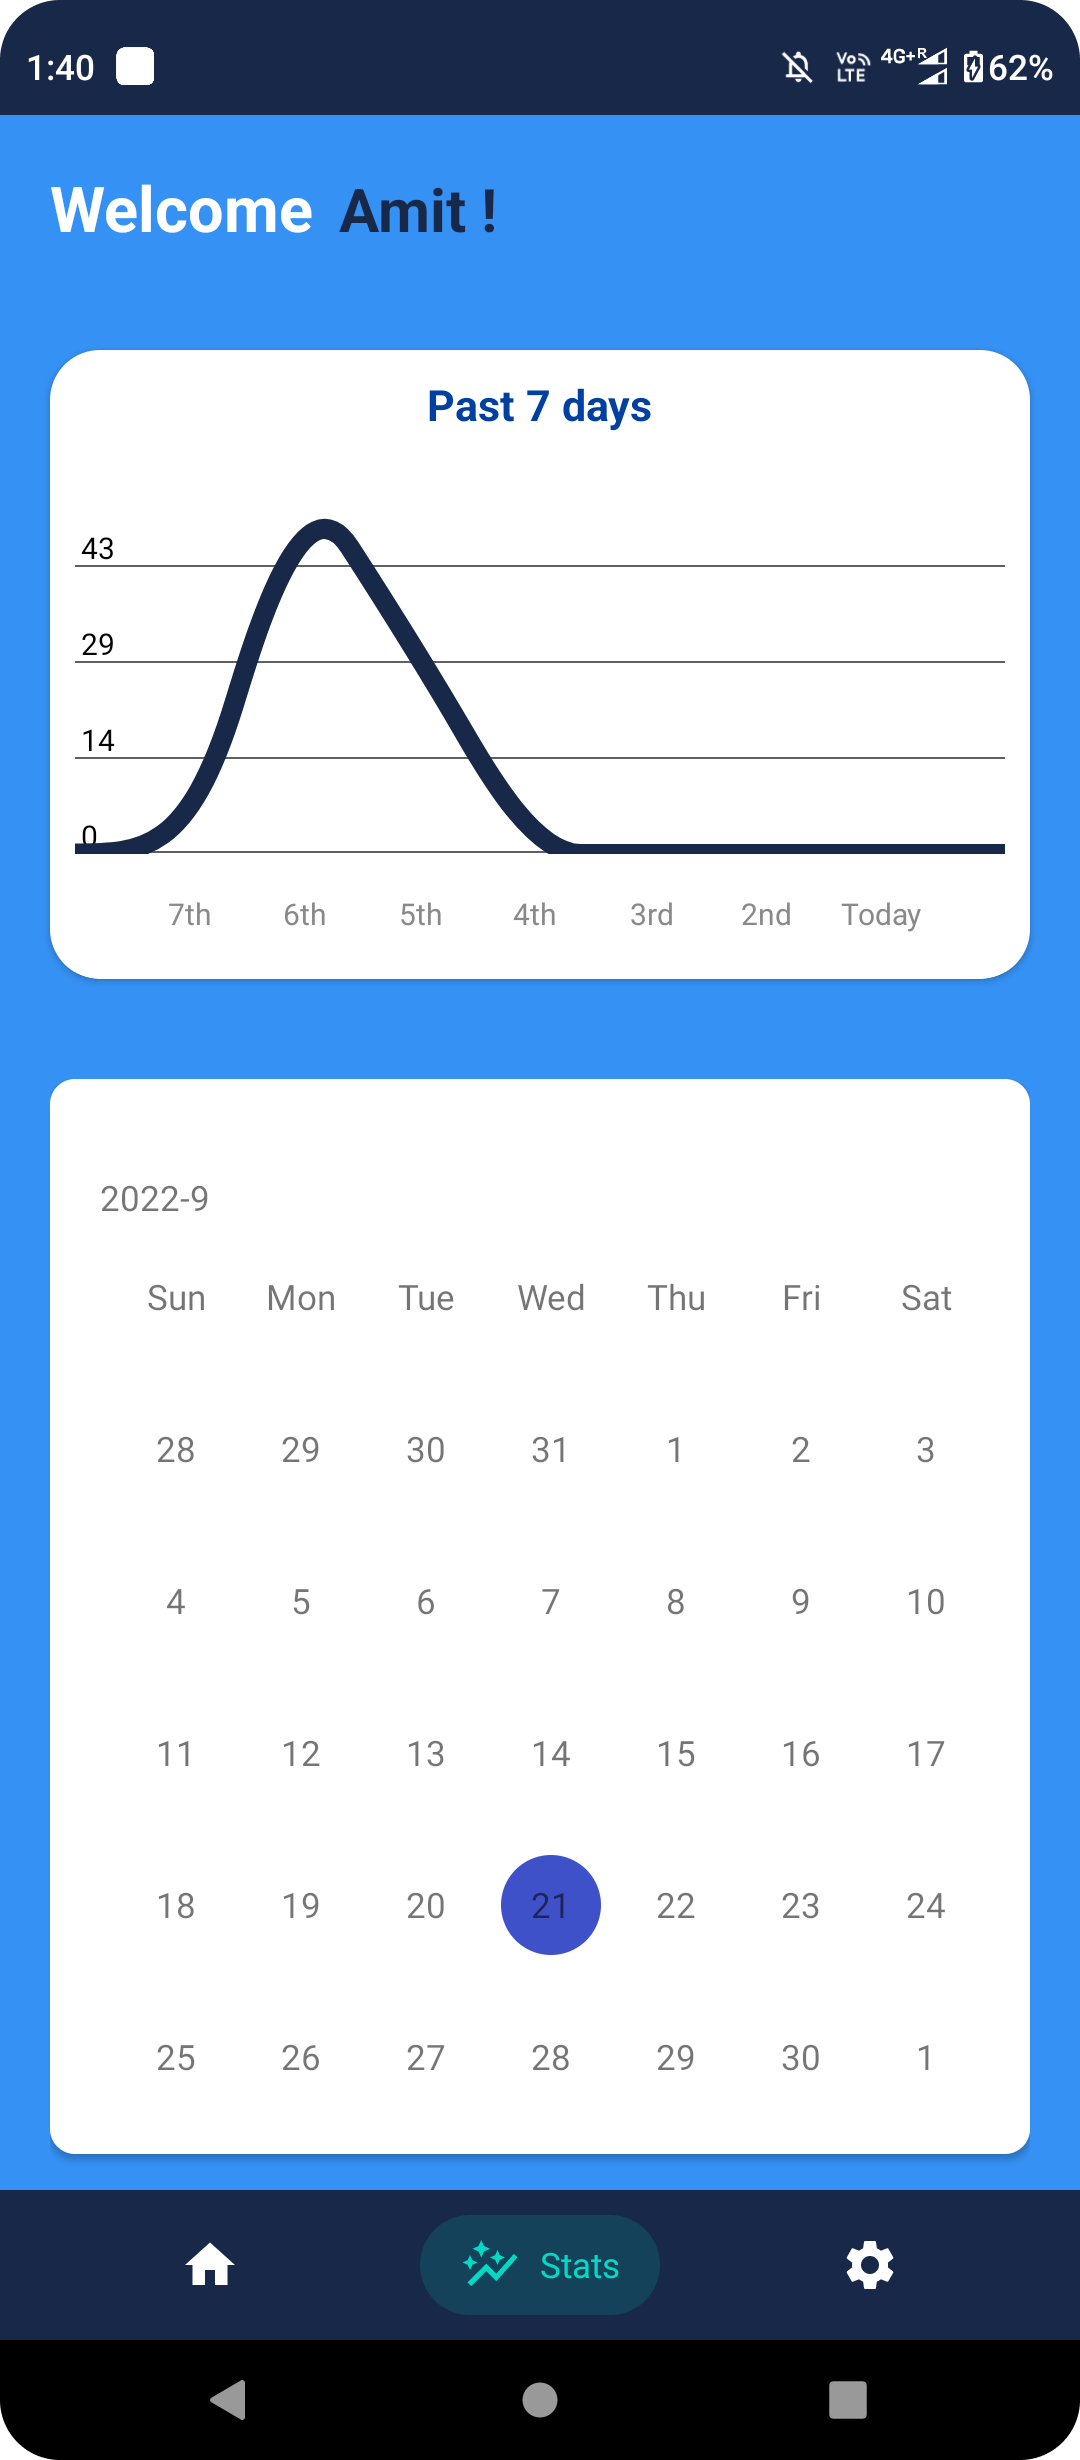 1:40 Vo LTE 4G+ R 62%
Welcome Amit !
Past 7 days
43
29
14
0
7th 6th 5th 4th 3rd 2nd Today
2022-9
Sun Mon Tue Wed Thu Fri Sat
28 29 30 31 1 2 3
4 5 6 7 8 9 10
11 12 13 14 15 16 17
18 19 20 21 22 23 24
25 26 27 28 29 30 1
Stats